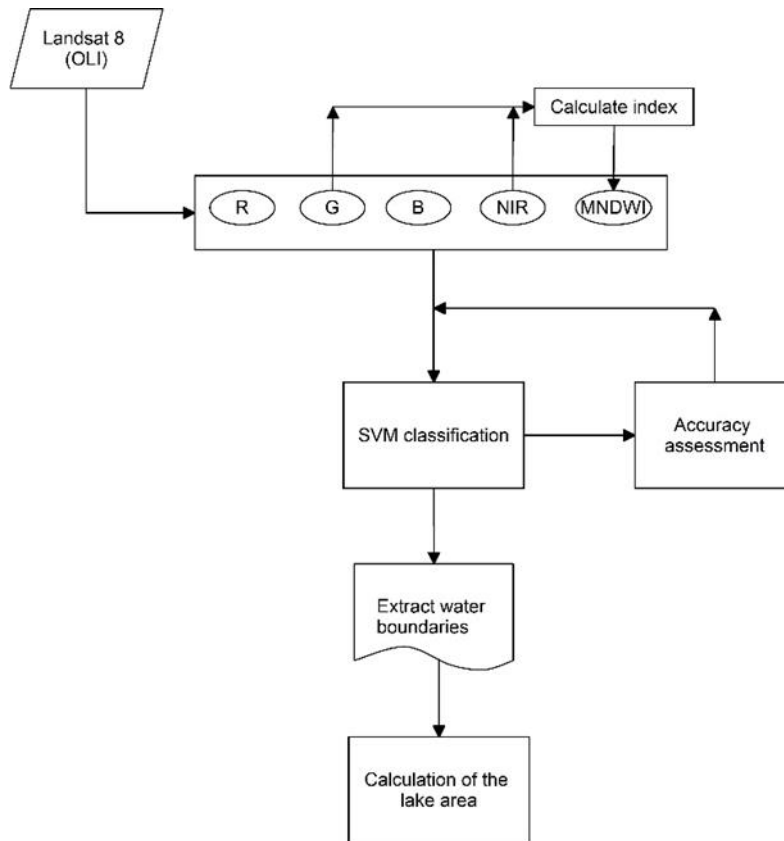 Landsat 8
(OLI)
Calculate index
R G B NIR MNDWI
SVM classification
Accuracy
assessment
Extract water
boundaries
Calculation of the
lake area